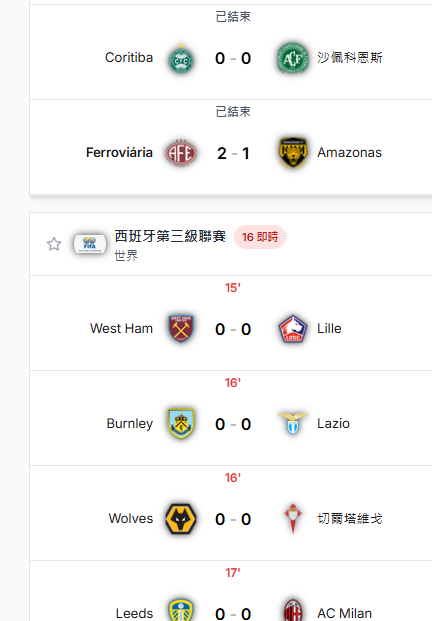 已結束
Coritiba 0 - 0 沙佩科恩斯
已結束
Ferroviária 2 - 1 Amazonas
西班牙第三級聯賽 16 即時
世界
15'
West Ham 0 - 0 Lille
16'
Burnley 0 - 0 Lazio
16'
Wolves 0 - 0 切爾塔維戈
17'
Leeds 0 - 0 AC Milan